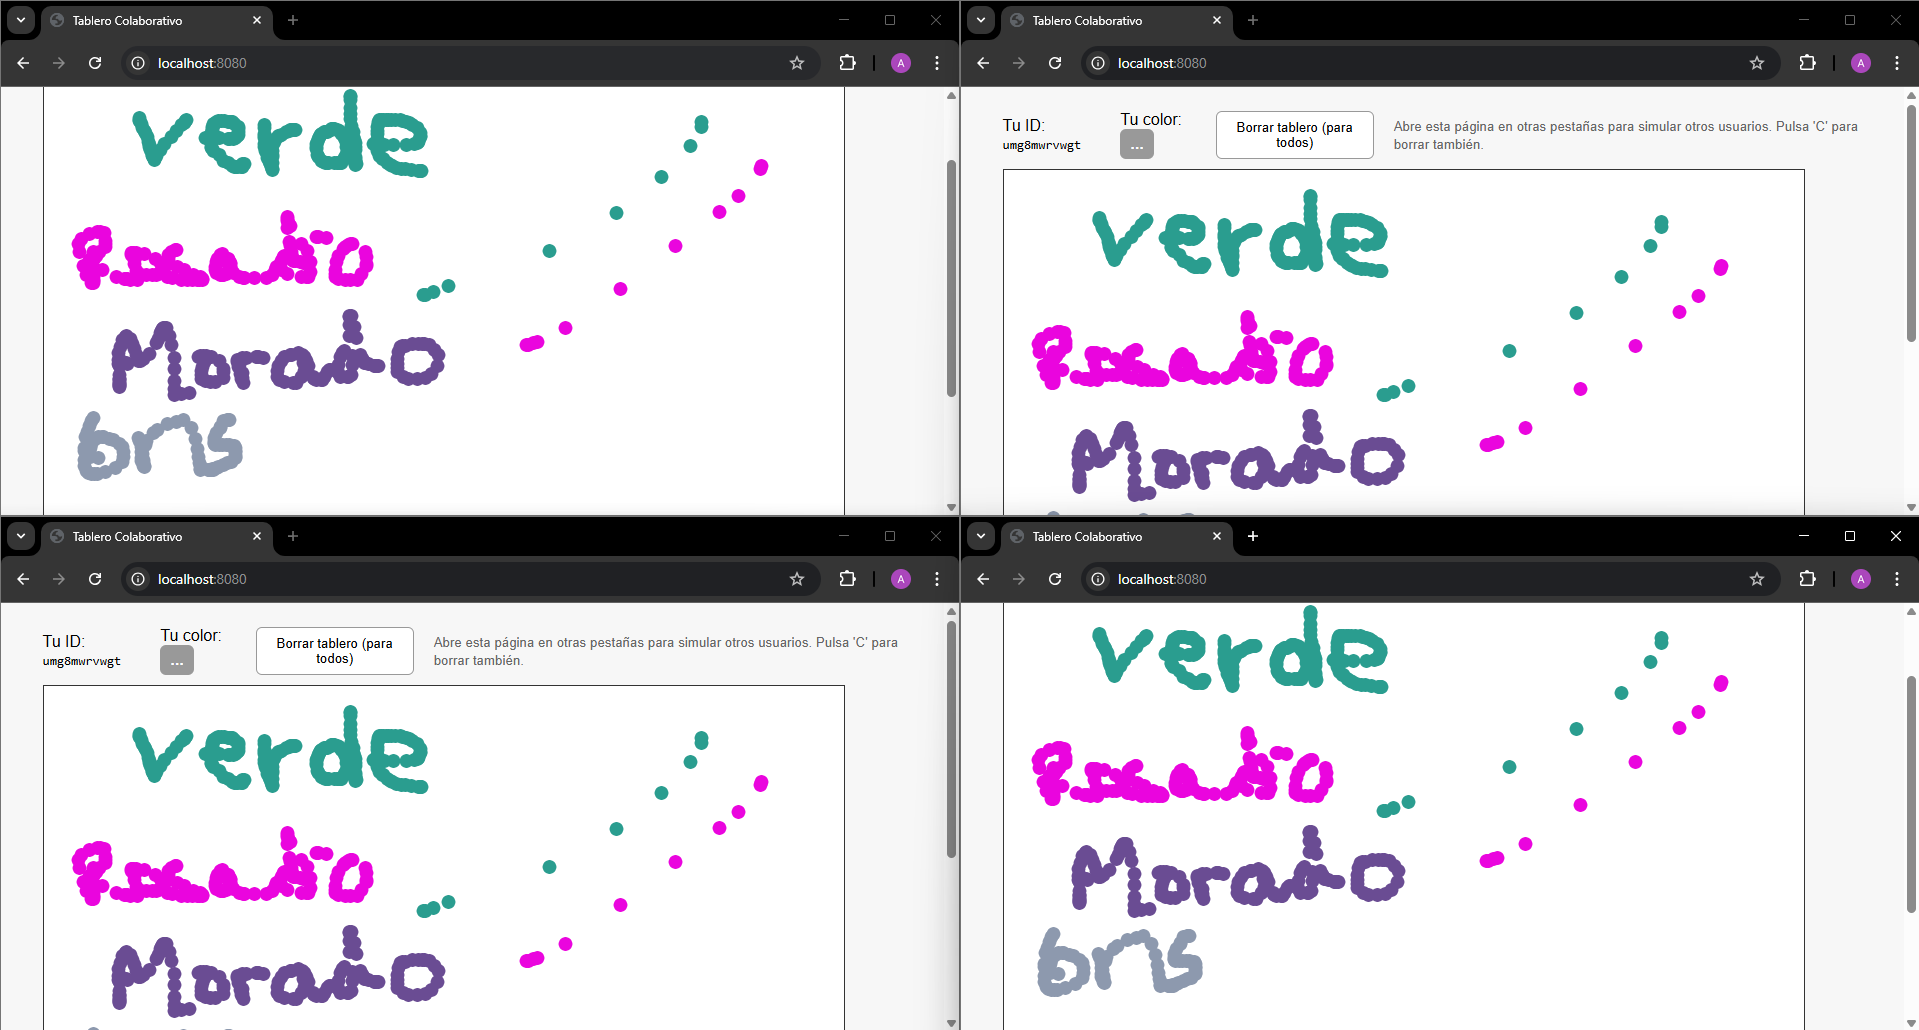 Tablero Colaborativo
localhost:8080
verde
Rosado
Morado
Gris
Tablero Colaborativo
localhost:8080
Tu ID:
umg8mwrvwgt
Tu color:
...
Borrar tablero (para
todos)
Abre esta página en otras pestañas para simular otros usuarios. Pulsa 'C' para
borrar también.
verde
Rosado
Morado
Tablero Colaborativo
localhost:8080
Tu ID:
umg8mwrvwgt
Tu color:
...
Borrar tablero (para
todos)
Abre esta página en otras pestañas para simular otros usuarios. Pulsa 'C' para
borrar también.
verde
Rosado
Morado
Tablero Colaborativo
localhost:8080
verde
Rosado
Morado
Gris